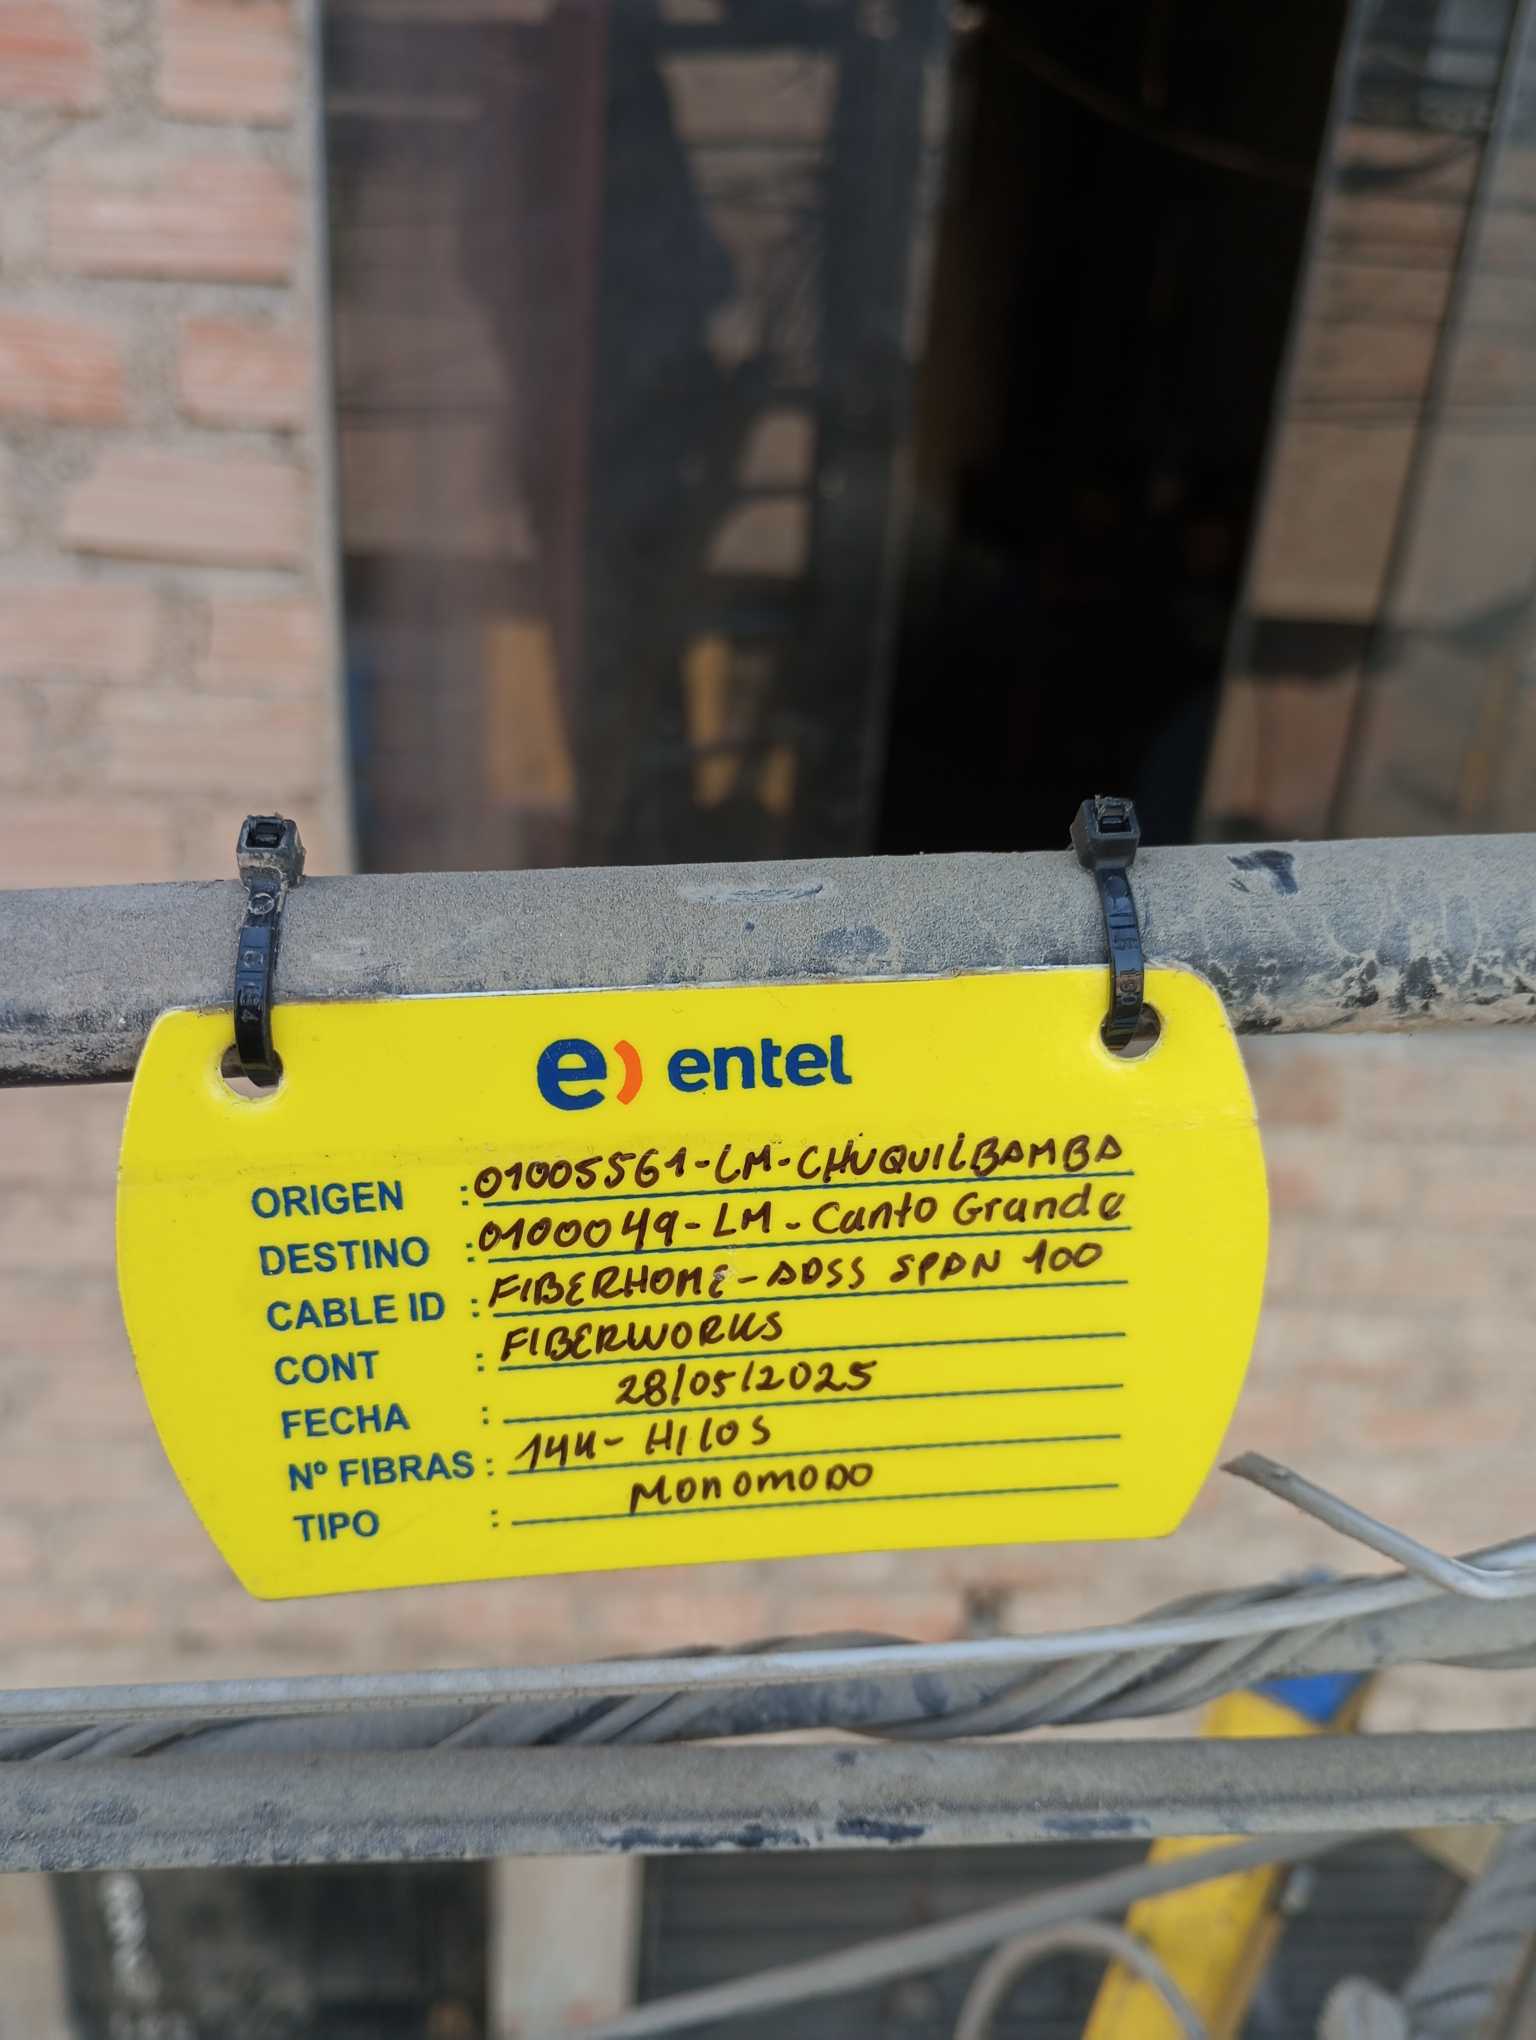 e) entel
ORIGEN : 01005561-LM-CHUQUILBAMBA
DESTINO : 0100049-LM-Canto Grande
CABLE ID : FIBERHOME-ADSS SPAN 100
CONT : FIBERWORKS
FECHA : 28/05/2025
Nº FIBRAS : 144-HILOS
TIPO : MONOMODO